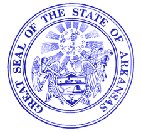 GREAT SEAL OF THE STATE OF ARKANSAS